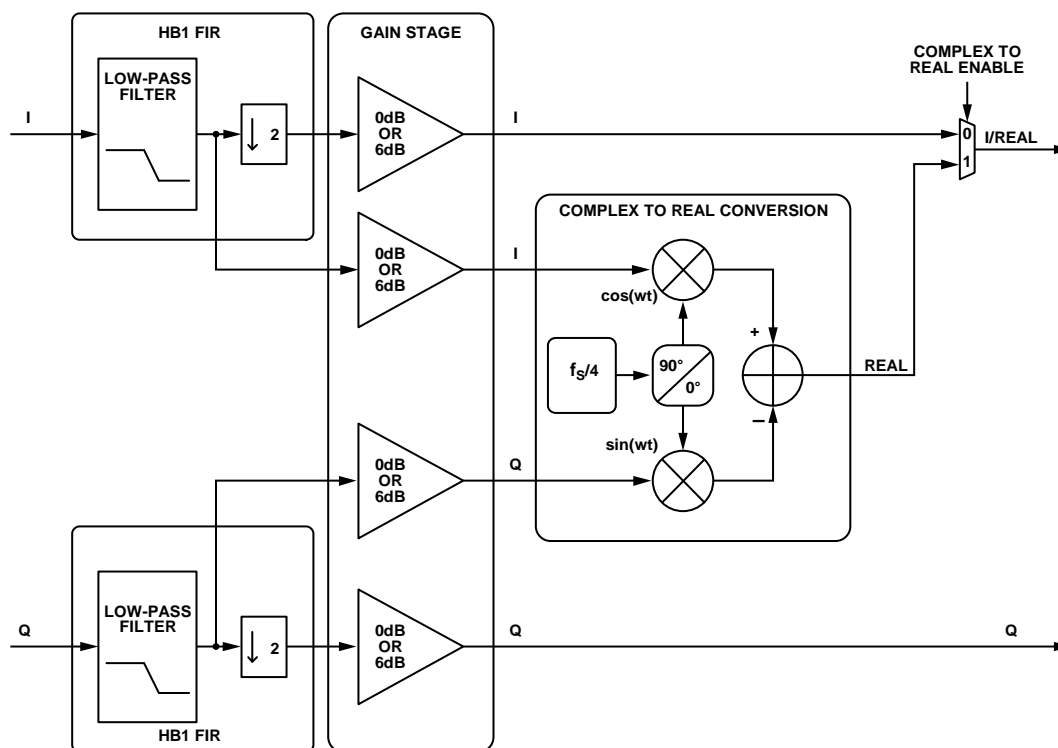 HB1 FIR
GAIN STAGE
COMPLEX TO
REAL ENABLE
LOW-PASS
FILTER
I
2
0dB
OR
6dB
I
0
1
I/REAL
COMPLEX TO REAL CONVERSION
0dB
OR
6dB
I
cos(wt)
fS/4
90°
0°
+
–
REAL
sin(wt)
0dB
OR
6dB
Q
LOW-PASS
FILTER
Q
2
0dB
OR
6dB
Q
Q
HB1 FIR